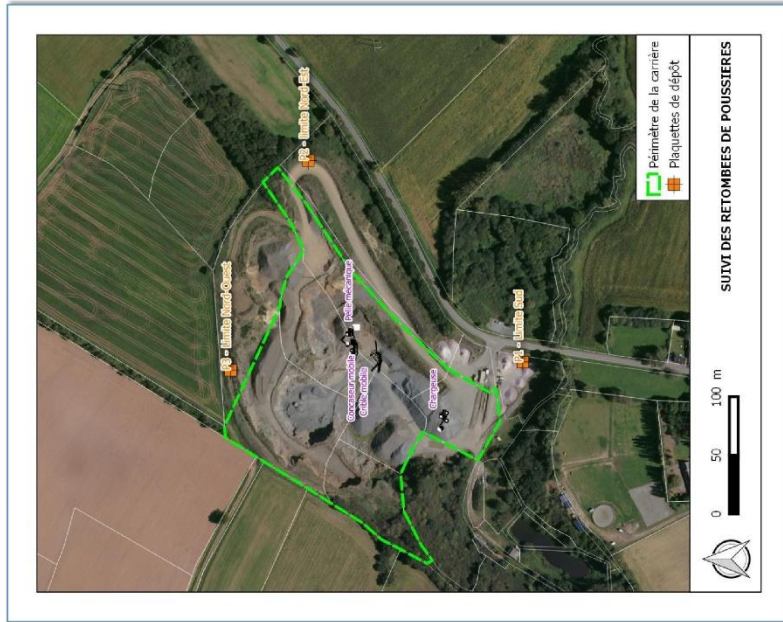 P2 - Limite Nord-Est
P3 - Limite Nord-Ouest
Pelle mécanique
Concasseur mobile
Crible mobile
Chargeuse
P1 - Limite Sud
Périmètre de la carrière
Plaquettes de dépôt
0 50 100 m
SUIVI DES RETOMBEES DE POUSSIERES